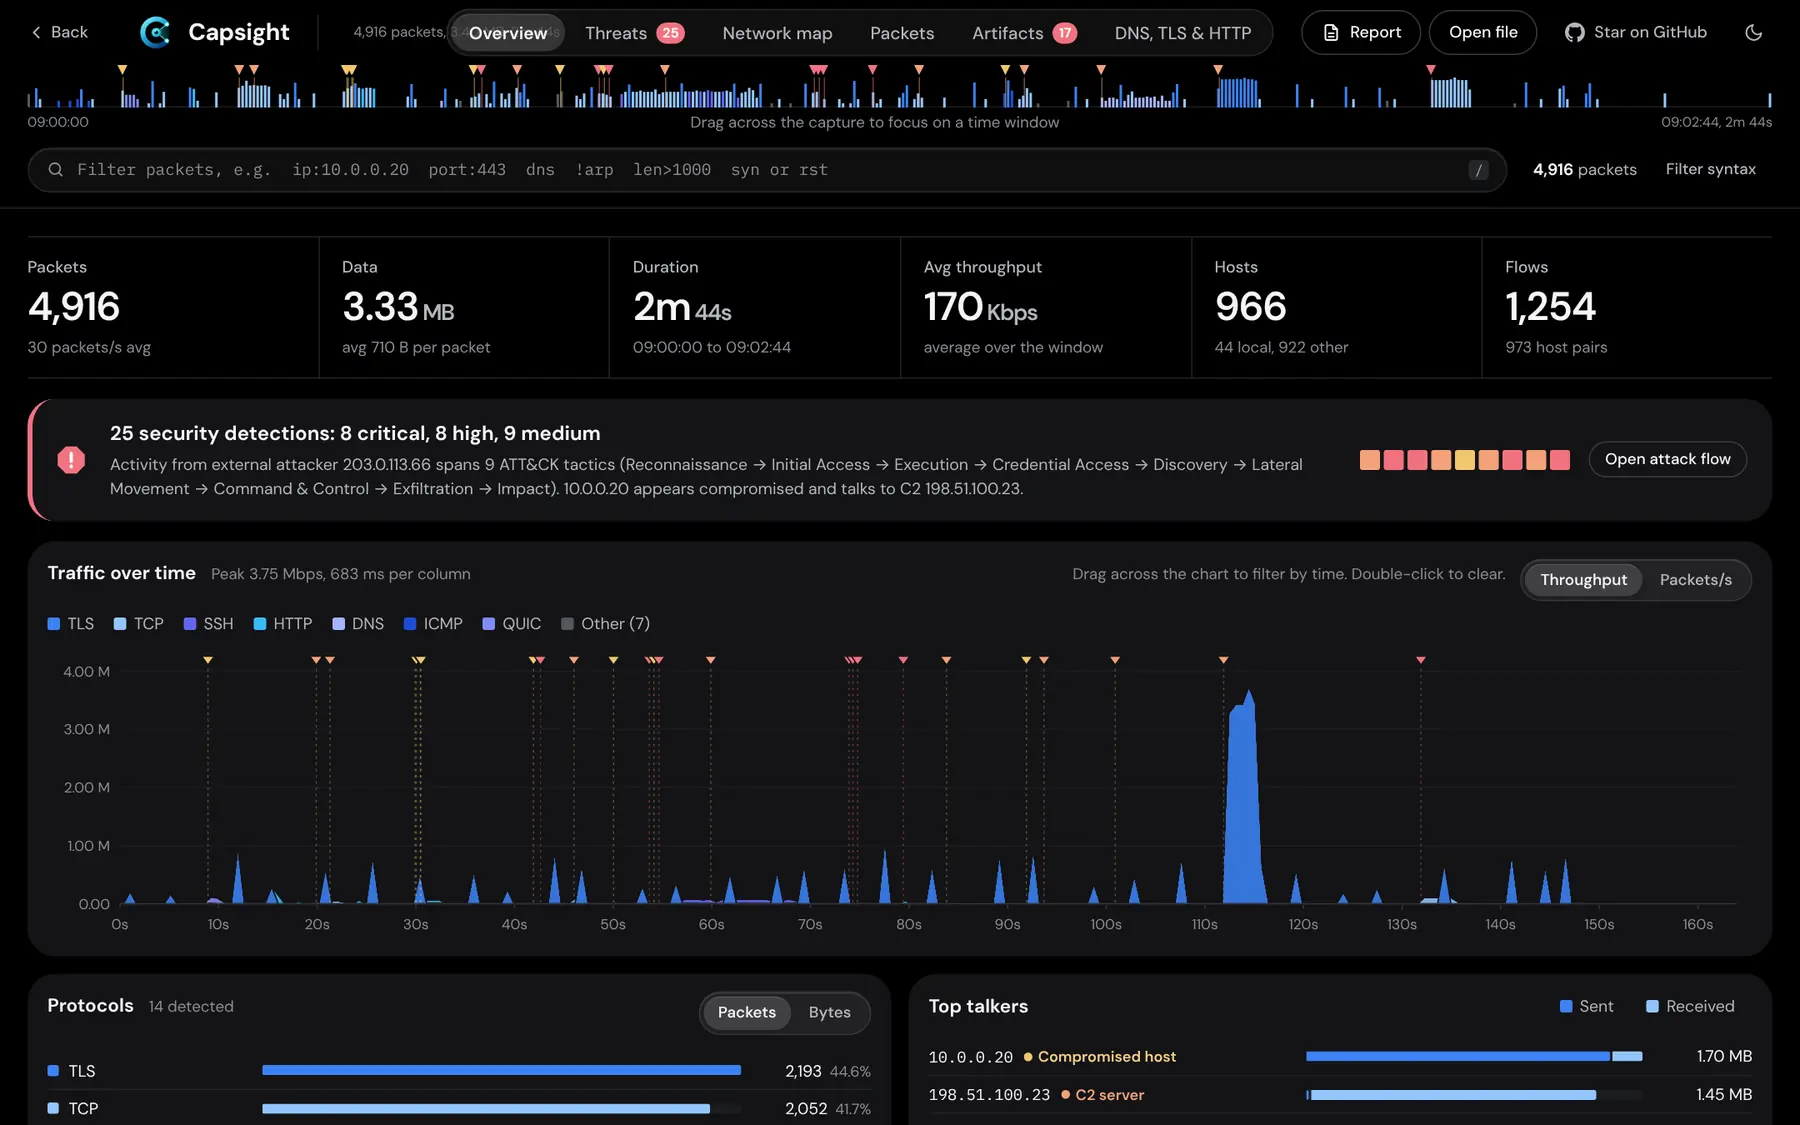 Back
Capsight
4,916 packets,
Overview
Threats 25
Network map
Packets
Artifacts 17
DNS, TLS & HTTP
Report
Open file
Star on GitHub
09:00:00
Drag across the capture to focus on a time window
09:02:44, 2m 44s
Filter packets, e.g. ip:10.0.0.20 port:443 dns !arp len>1000 syn or rst
/
4,916 packets
Filter syntax
Packets
4,916
30 packets/s avg
Data
3.33 MB
avg 710 B per packet
Duration
2m 44s
09:00:00 to 09:02:44
Avg throughput
170 Kbps
average over the window
Hosts
966
44 local, 922 other
Flows
1,254
973 host pairs
25 security detections: 8 critical, 8 high, 9 medium
Activity from external attacker 203.0.113.66 spans 9 ATT&CK tactics (Reconnaissance → Initial Access → Execution → Credential Access → Discovery → Lateral
Movement → Command & Control → Exfiltration → Impact). 10.0.0.20 appears compromised and talks to C2 198.51.100.23.
Open attack flow
Traffic over time
Peak 3.75 Mbps, 683 ms per column
Drag across the chart to filter by time. Double-click to clear.
Throughput
Packets/s
TLS
TCP
SSH
HTTP
DNS
ICMP
QUIC
Other (7)
4.00 M
3.00 M
2.00 M
1.00 M
0.00
0s
10s
20s
30s
40s
50s
60s
70s
80s
90s
100s
110s
120s
130s
140s
150s
160s
Protocols
14 detected
Packets
Bytes
TLS
2,193 44.6%
TCP
2,052 41.7%
Top talkers
Sent
Received
10.0.0.20 Compromised host
1.70 MB
198.51.100.23 C2 server
1.45 MB